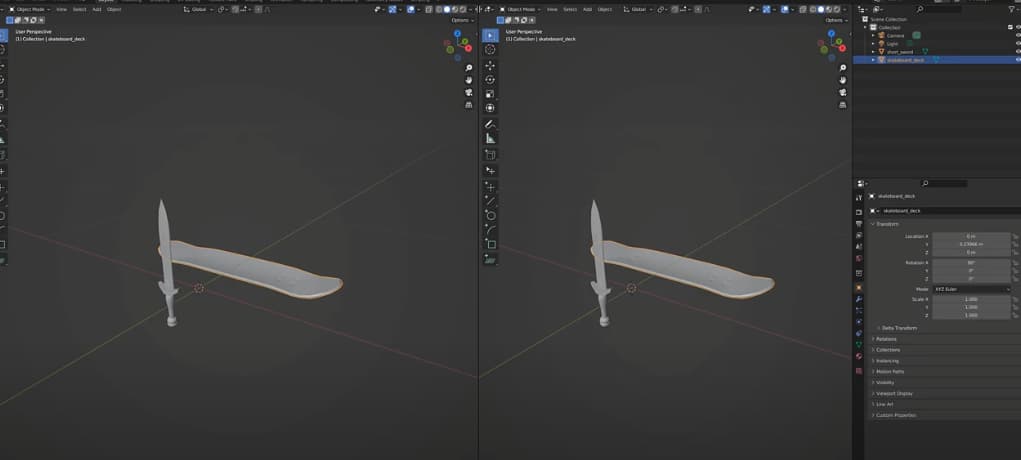 Object Mode View Select Add Object Global
Object Mode View Select Add Object Global
Options
Options
User Perspective
(1) Collection | skateboard_deck
User Perspective
(1) Collection | skateboard_deck
Scene Collection
Collection
Camera
Light
short_sword
skateboard_deck
skateboard_deck
skateboard_deck
Transform
Location X 0 m
Y
Z 0 m
Rotation X 90°
Y 0°
Z 0°
Mode XYZ Euler
Scale X 1.000
Y 1.000
Z 1.000
Delta Transform
Relations
Collections
Instancing
Motion Paths
Visibility
Viewport Display
Line Art
Custom Properties